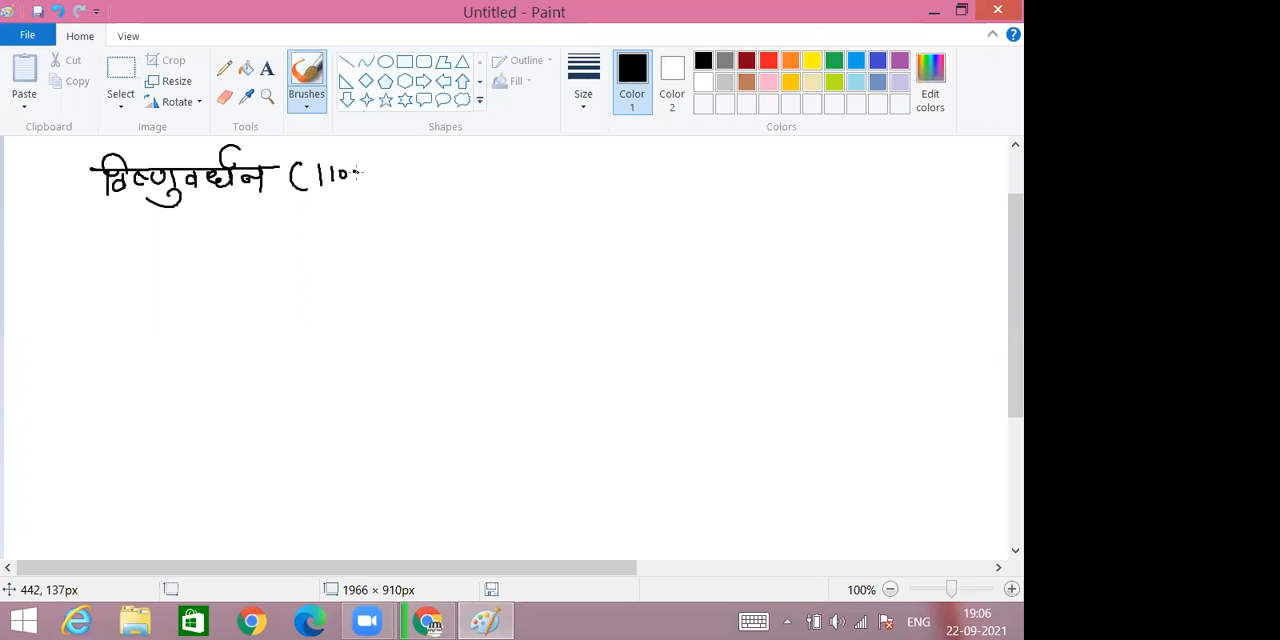 Untitled - Paint
File Home View
Paste Cut Copy Clipboard
Select Crop Resize Rotate Image
Tools
Brushes
Outline Fill Shapes
Size
Color 1 Color 2 Edit colors Colors
विष्णुवर्धन ( 110
442, 137px 1966 × 910px 100%
ENG 19:06
22-09-2021